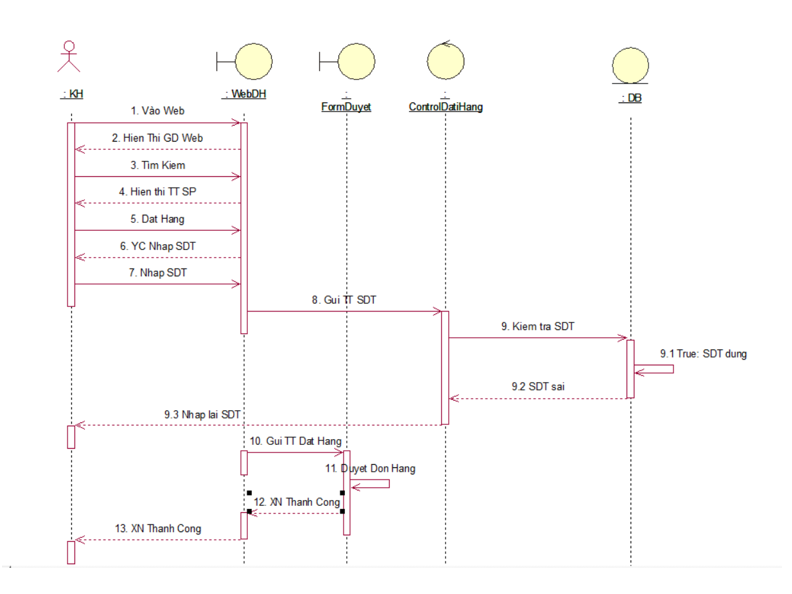 : KH
: WebDH
:
FormDuyet
:
ControlDatiHang
: DB
1. Vào Web
2. Hien Thi GD Web
3. Tìm Kiem
4. Hien thi TT SP
5. Dat Hang
6. YC Nhap SDT
7. Nhap SDT
8. Gui TT SDT
9. Kiem tra SDT
9.1 True: SDT dung
9.2 SDT sai
9.3 Nhap lai SDT
10. Gui TT Dat Hang
11. Duyet Don Hang
12. XN Thanh Cong
13. XN Thanh Cong